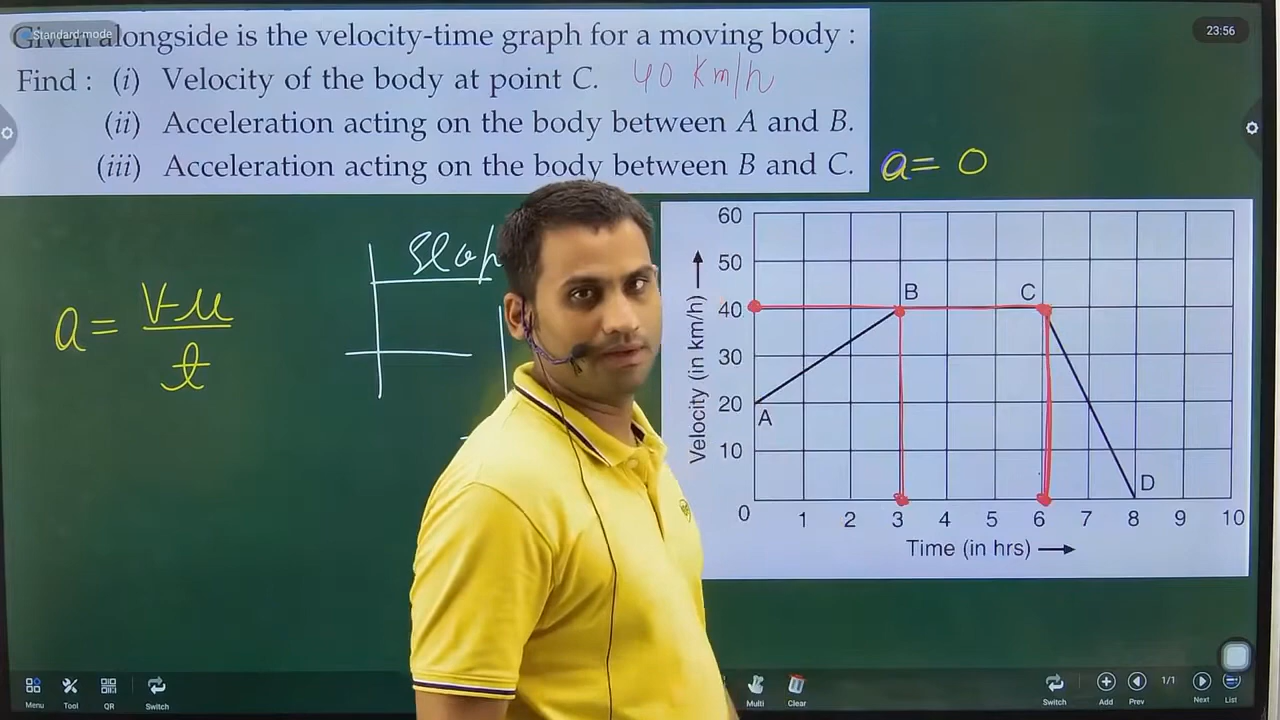 Standard mode
23:56
Given alongside is the velocity-time graph for a moving body :
Find : (i) Velocity of the body at point C. 40 Km/h
(ii) Acceleration acting on the body between A and B.
(iii) Acceleration acting on the body between B and C. a= 0
a= v-u
t
60
50
40
30
20
10
0
Velocity (in km/h)
A
B
C
D
1 2 3 4 5 6 7 8 9 10
Time (in hrs)
Menu Tool QR Switch Multi Clear Switch Add Prev 1/1 Next List